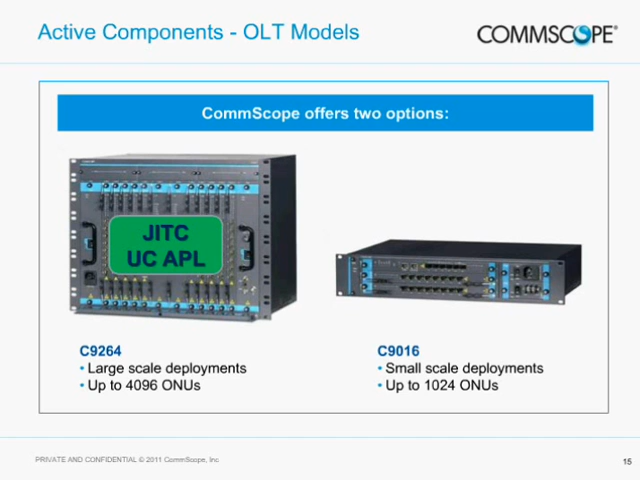 Active Components - OLT Models
COMMSCOPE®
CommScope offers two options:
JITC
UC APL
C9264
• Large scale deployments
• Up to 4096 ONUs
C9016
• Small scale deployments
• Up to 1024 ONUs
PRIVATE AND CONFIDENTIAL © 2011 CommScope, Inc
15